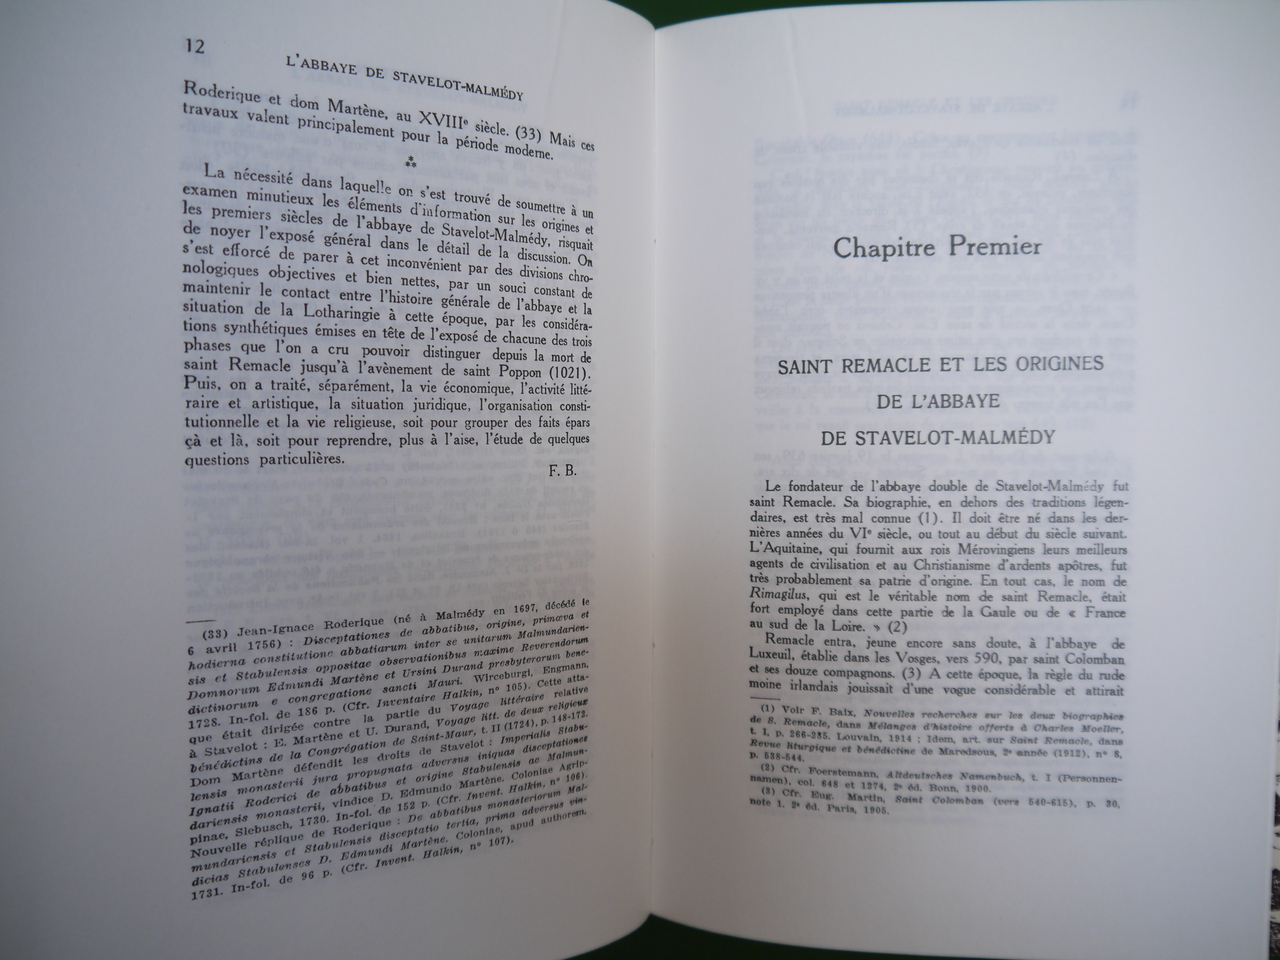 12
L'ABBAYE DE STAVELOT-MALMÉDY
Roderique et dom Martène, au XVIIIe siècle. (33) Mais ces
travaux valent principalement pour la période moderne.
⁂
La nécessité dans laquelle on s'est trouvé de soumettre à un
examen minutieux les éléments d'information sur les origines et
les premiers siècles de l'abbaye de Stavelot-Malmédy, risquait
de noyer l'exposé général dans le détail de la discussion. On
s'est efforcé de parer à cet inconvénient par des divisions chro-
nologiques objectives et bien nettes, par un souci constant de
maintenir le contact entre l'histoire générale de l'abbaye et la
situation de la Lotharingie à cette époque, par les considéra-
tions synthétiques émises en tête de l'exposé de chacune des trois
phases que l'on a cru pouvoir distinguer depuis la mort de
saint Remacle jusqu'à l'avènement de saint Poppon (1021).
Puis, on a traité, séparément, la vie économique, l'activité litté-
raire et artistique, la situation juridique, l'organisation consti-
tutionnelle et la vie religieuse, soit pour grouper des faits épars
çà et là, soit pour reprendre, plus à l'aise, l'étude de quelques
questions particulières.
F. B.
(33) Jean-Ignace Roderique (né à Malmédy en 1697, décédé le
6 avril 1756) : Disceptationes de abbatibus, origine, primœva et
hodierna constitutione abbatiarum inter se unitarum Malmundarien-
sis et Stabulensis oppositae observationibus maxime Reverendorum
Domnorum Edmundi Martène et Ursini Durand presbyterorum bene-
dictinorum e congregatione sancti Mauri. Wirceburgi, Engmann,
1728. In-fol. de 186 p. (Cfr. Inventaire Halkin, n° 105). Cette atta-
que était dirigée contre la partie du Voyage littéraire relative
à Stavelot : E. Martène et U. Durand, Voyage litt. de deux religieux
bénédictins de la Congrégation de Saint-Maur, t. II (1724), p. 148-173.
Dom Martène défendit les droits de Stavelot : Imperialis Stabu-
lensis monasterii jura propugnata adversus iniquas disceptationes
Ignatii Roderici de abbatibus et origine Stabulensis ac Malmun-
dariensis monasterii, vindice D. Edmundo Martène. Coloniae Agrip-
pinae, Slebusch, 1730. In-fol. de 152 p. (Cfr. Invent. Halkin, n° 106).
Nouvelle réplique de Roderique : De abbatibus monasteriorum Mal-
mundariensis et Stabulensis disceptatio tertia, prima adversus vin-
dicias Stabulenses D. Edmundi Martène. Coloniae, apud authorem,
1731. In-fol. de 96 p. (Cfr. Invent. Halkin, n° 107).
Chapitre Premier
SAINT REMACLE ET LES ORIGINES
DE L'ABBAYE
DE STAVELOT-MALMÉDY
Le fondateur de l'abbaye double de Stavelot-Malmédy fut
saint Remacle. Sa biographie, en dehors des traditions légen-
daires, est très mal connue (1). Il doit être né dans les der-
nières années du VIe siècle, ou tout au début du siècle suivant.
L'Aquitaine, qui fournit aux rois Mérovingiens leurs meilleurs
agents de civilisation et au Christianisme d'ardents apôtres, fut
très probablement sa patrie d'origine. En tout cas, le nom de
Rimagilus, qui est le véritable nom de saint Remacle, était
fort employé dans cette partie de la Gaule ou de « France
au sud de la Loire. » (2)
Remacle entra, jeune encore sans doute, à l'abbaye de
Luxeuil, établie dans les Vosges, vers 590, par saint Colomban
et ses douze compagnons. (3) A cette époque, la règle du rude
moine irlandais jouissait d'une vogue considérable et attirait
(1) Voir F. Baix, Nouvelles recherches sur les deux biographies
de S. Remacle, dans Mélanges d'histoire offerts à Charles Moeller,
t. I, p. 266-285. Louvain, 1914 ; Idem, art. sur Saint Remacle, dans
Revue liturgique et bénédictine de Maredsous, 2e année (1912), n° 8,
p. 538-544.
(2) Cfr. Foerstemann, Altdeutsches Namenbuch, t. I (Personnen-
namen), col. 648 et 1274, 2e éd. Bonn, 1900.
(3) Cfr. Eug. Martin, Saint Colomban (vers 540-615), p. 30,
note 1. 2e éd. Paris, 1905.